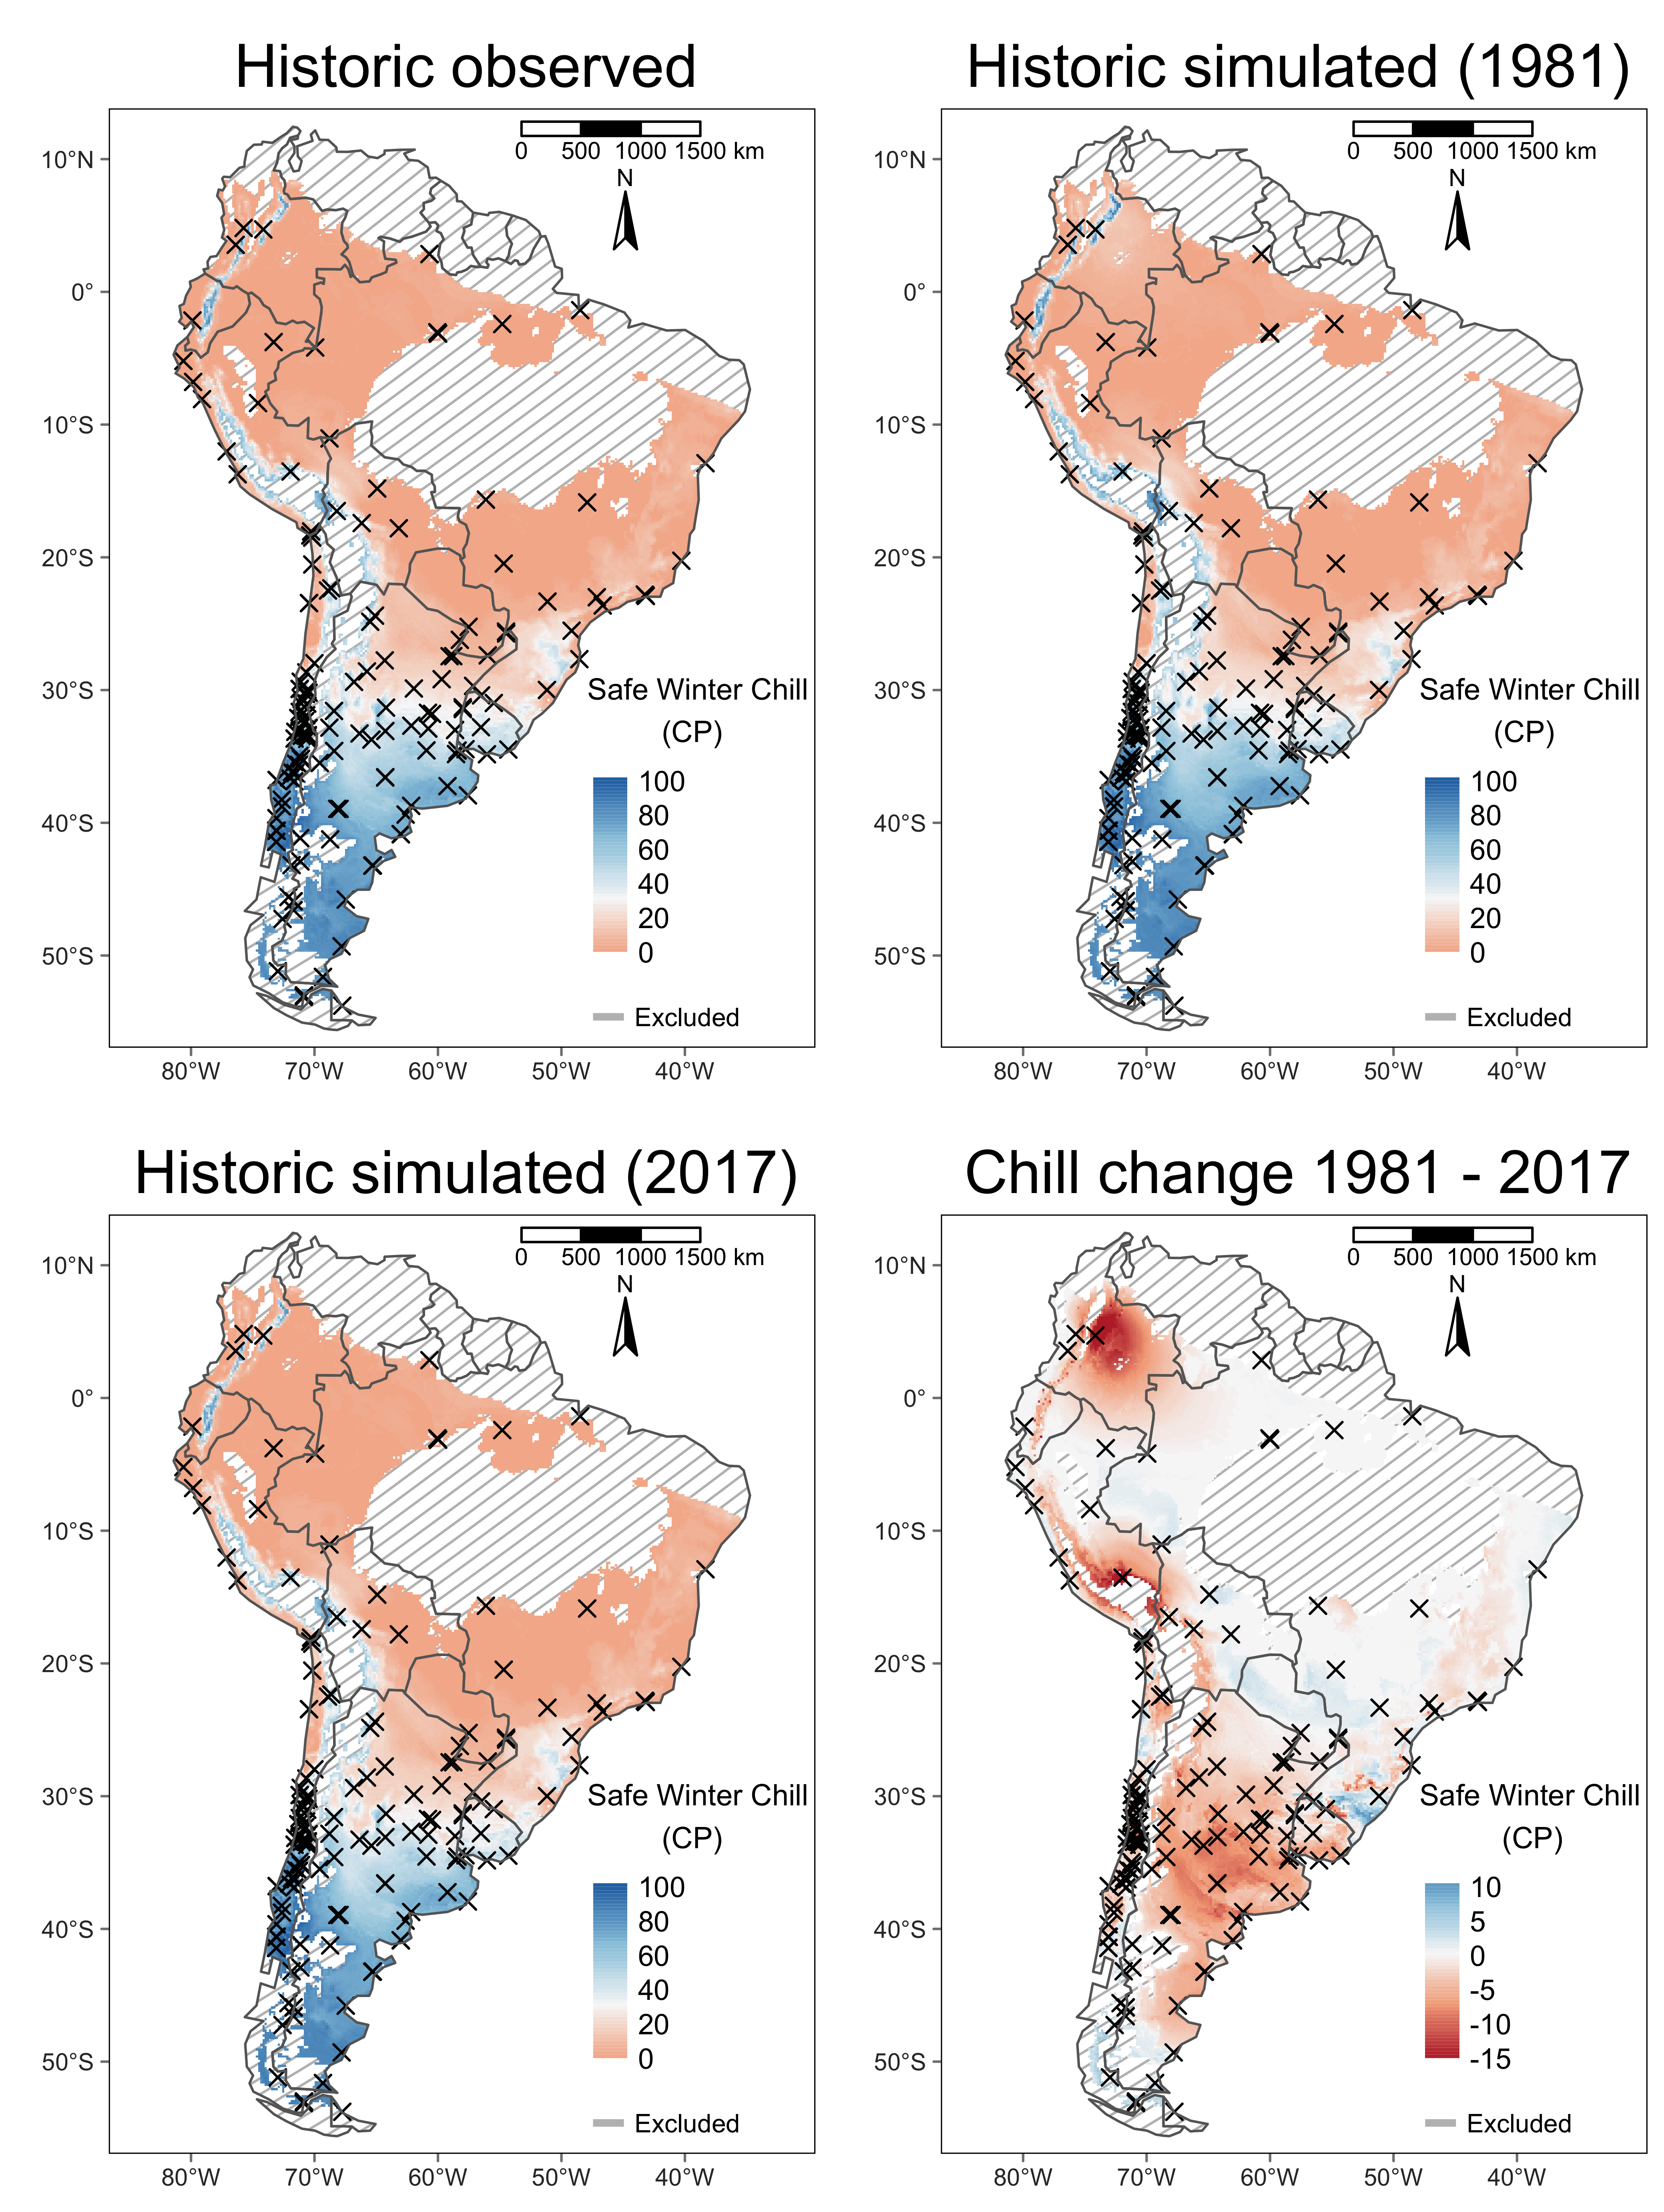 Historic observed
0 500 1000 1500 km
N
10°N
0°
10°S
20°S
30°S
40°S
50°S
Safe Winter Chill
(CP)
100
80
60
40
20
0
Excluded
80°W 70°W 60°W 50°W 40°W
Historic simulated (1981)
0 500 1000 1500 km
N
10°N
0°
10°S
20°S
30°S
40°S
50°S
Safe Winter Chill
(CP)
100
80
60
40
20
0
Excluded
80°W 70°W 60°W 50°W 40°W
Historic simulated (2017)
0 500 1000 1500 km
N
10°N
0°
10°S
20°S
30°S
40°S
50°S
Safe Winter Chill
(CP)
100
80
60
40
20
0
Excluded
80°W 70°W 60°W 50°W 40°W
Chill change 1981 - 2017
0 500 1000 1500 km
N
10°N
0°
10°S
20°S
30°S
40°S
50°S
Safe Winter Chill
(CP)
10
5
0
-5
-10
-15
Excluded
80°W 70°W 60°W 50°W 40°W